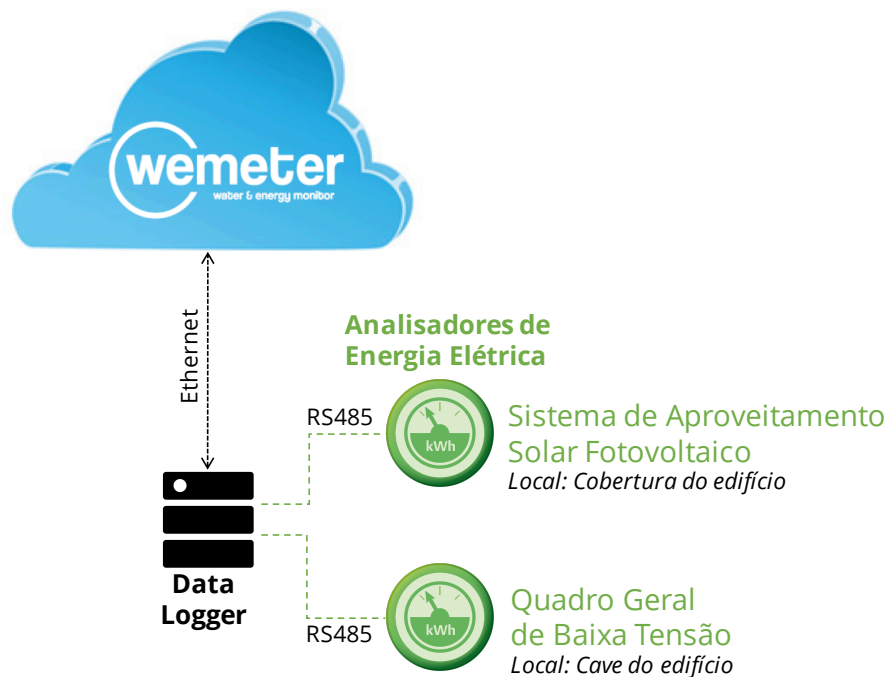 wemeter
water & energy monitor
Ethernet
Analisadores de
Energia Elétrica
RS485
kWh
Sistema de Aproveitamento
Solar Fotovoltaico
Local: Cobertura do edifício
Data
Logger
RS485
kWh
Quadro Geral
de Baixa Tensão
Local: Cave do edifício